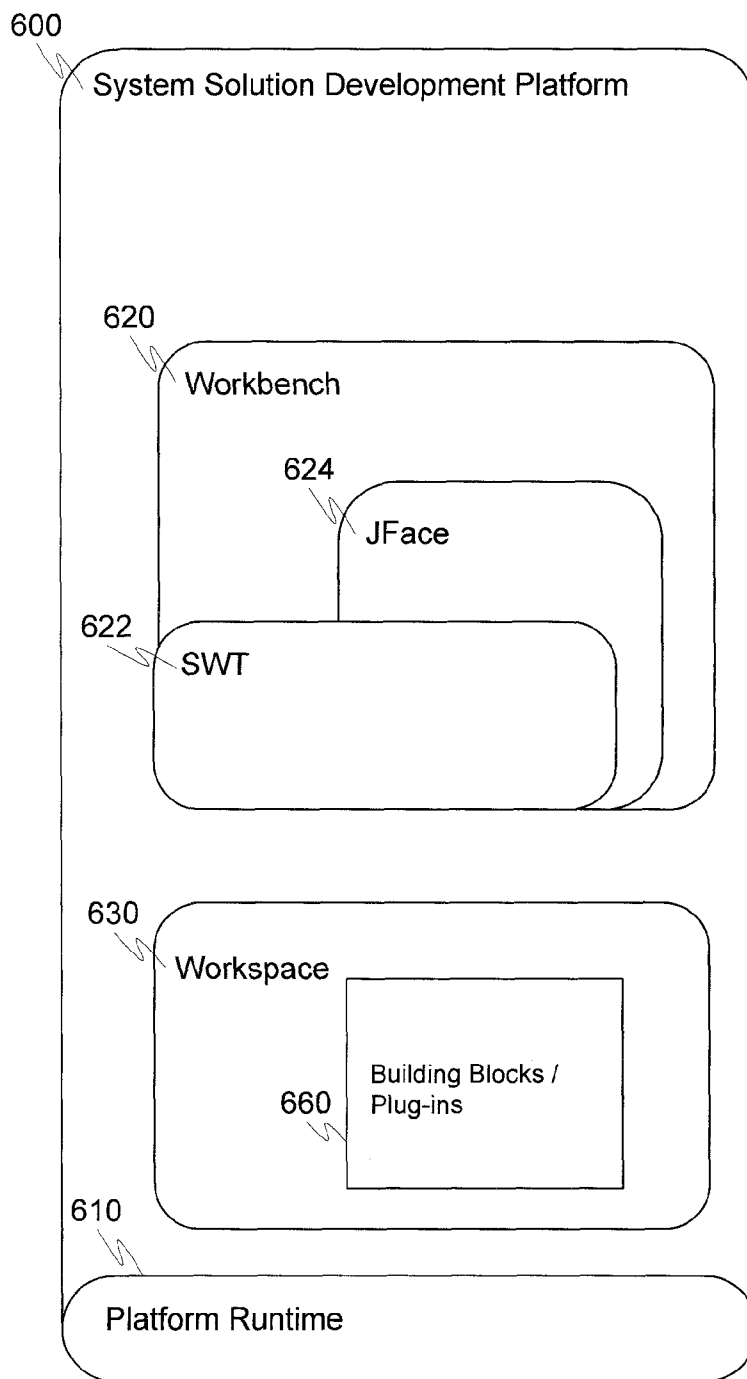 600
System Solution Development Platform
620
Workbench
624
JFace
622
SWT
630
Workspace
Building Blocks /
Plug-ins
660
610
Platform Runtime